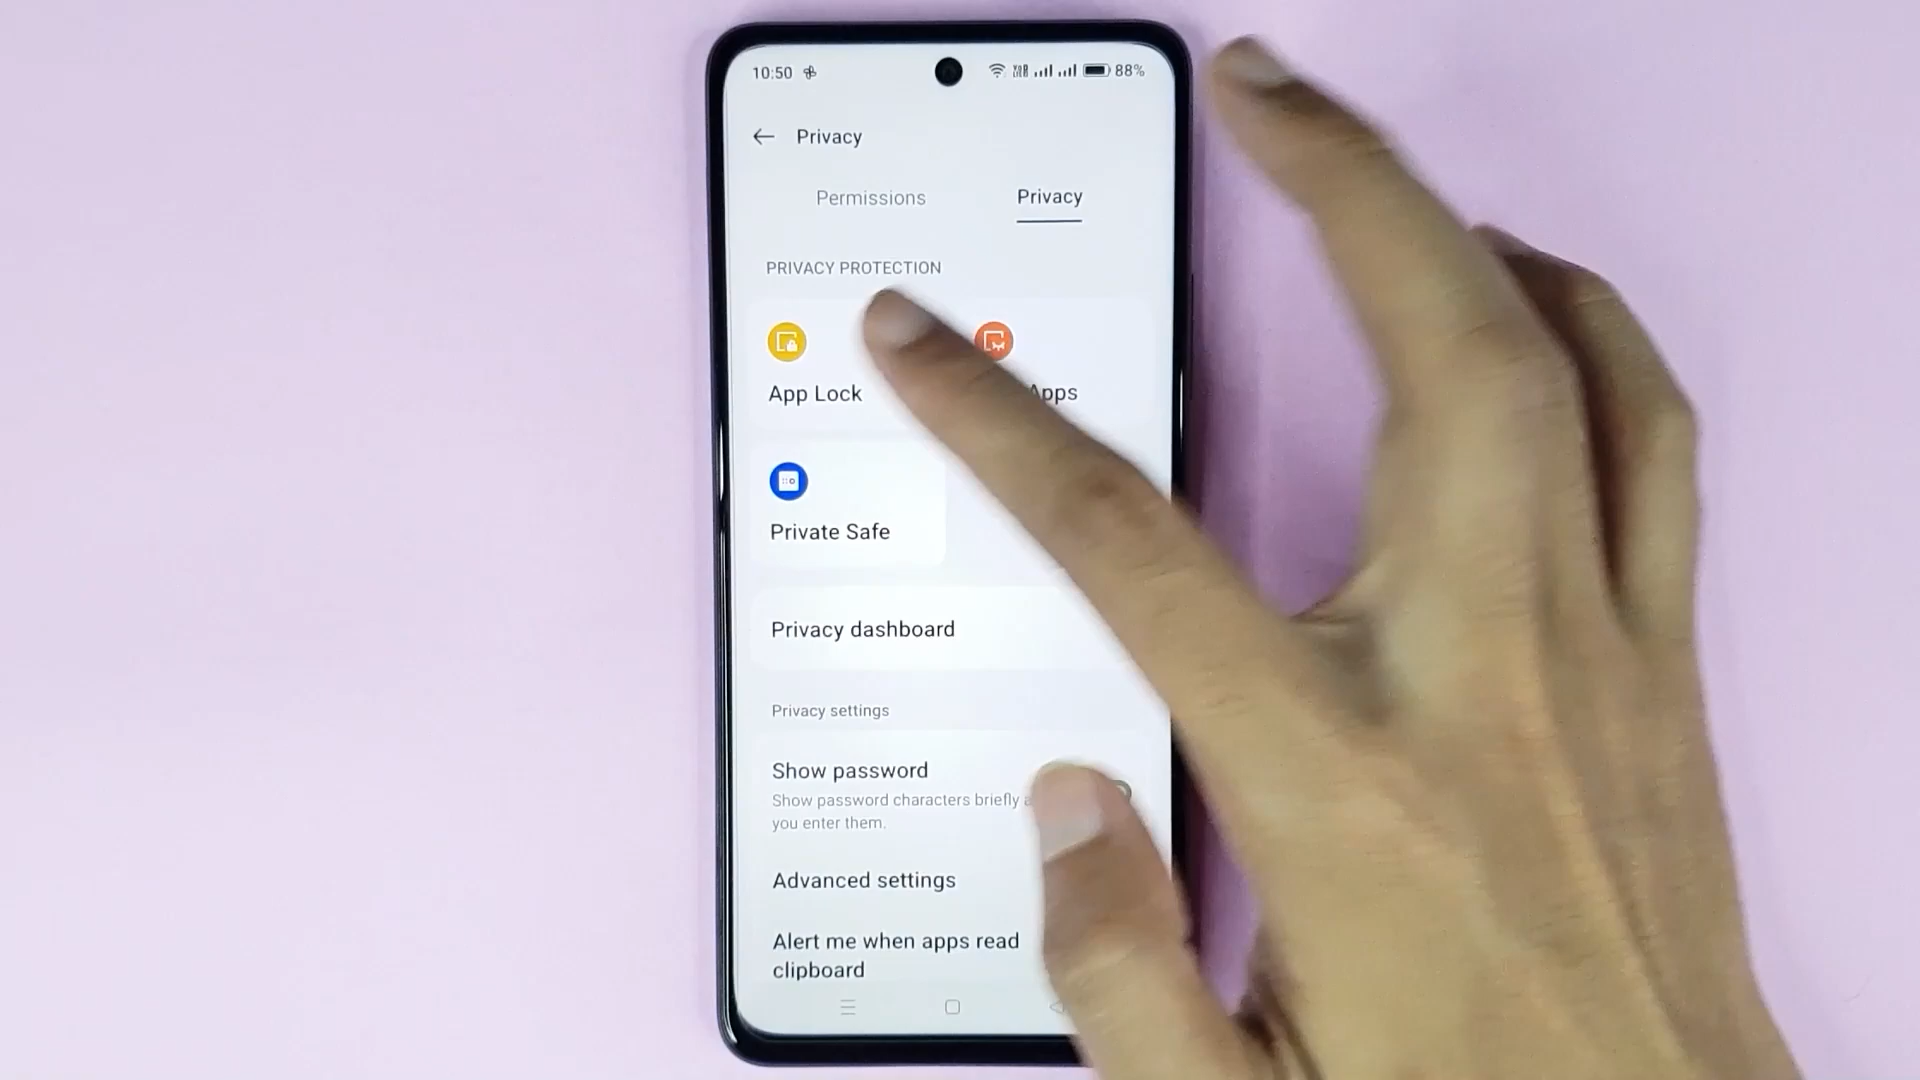 10:50 88%
Privacy
Permissions Privacy
PRIVACY PROTECTION
App Lock Apps
Private Safe
Privacy dashboard
Privacy settings
Show password
Show password characters briefly
you enter them.
Advanced settings
Alert me when apps read
clipboard